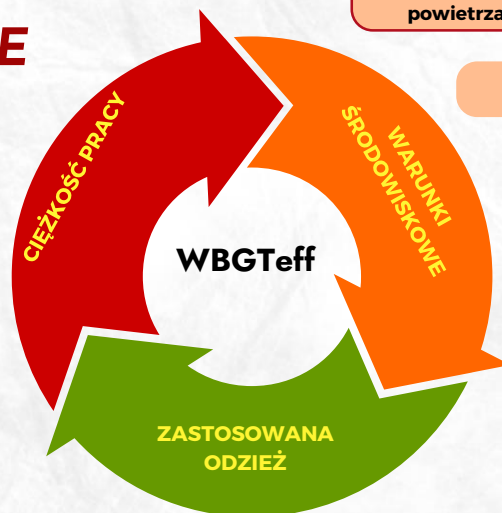 E
powietrza
CIĘŻKOŚĆ PRACY
WARUNKI
ŚRODOWISKOWE
WBGTeff
ZASTOSOWANA
ODZIEŻ